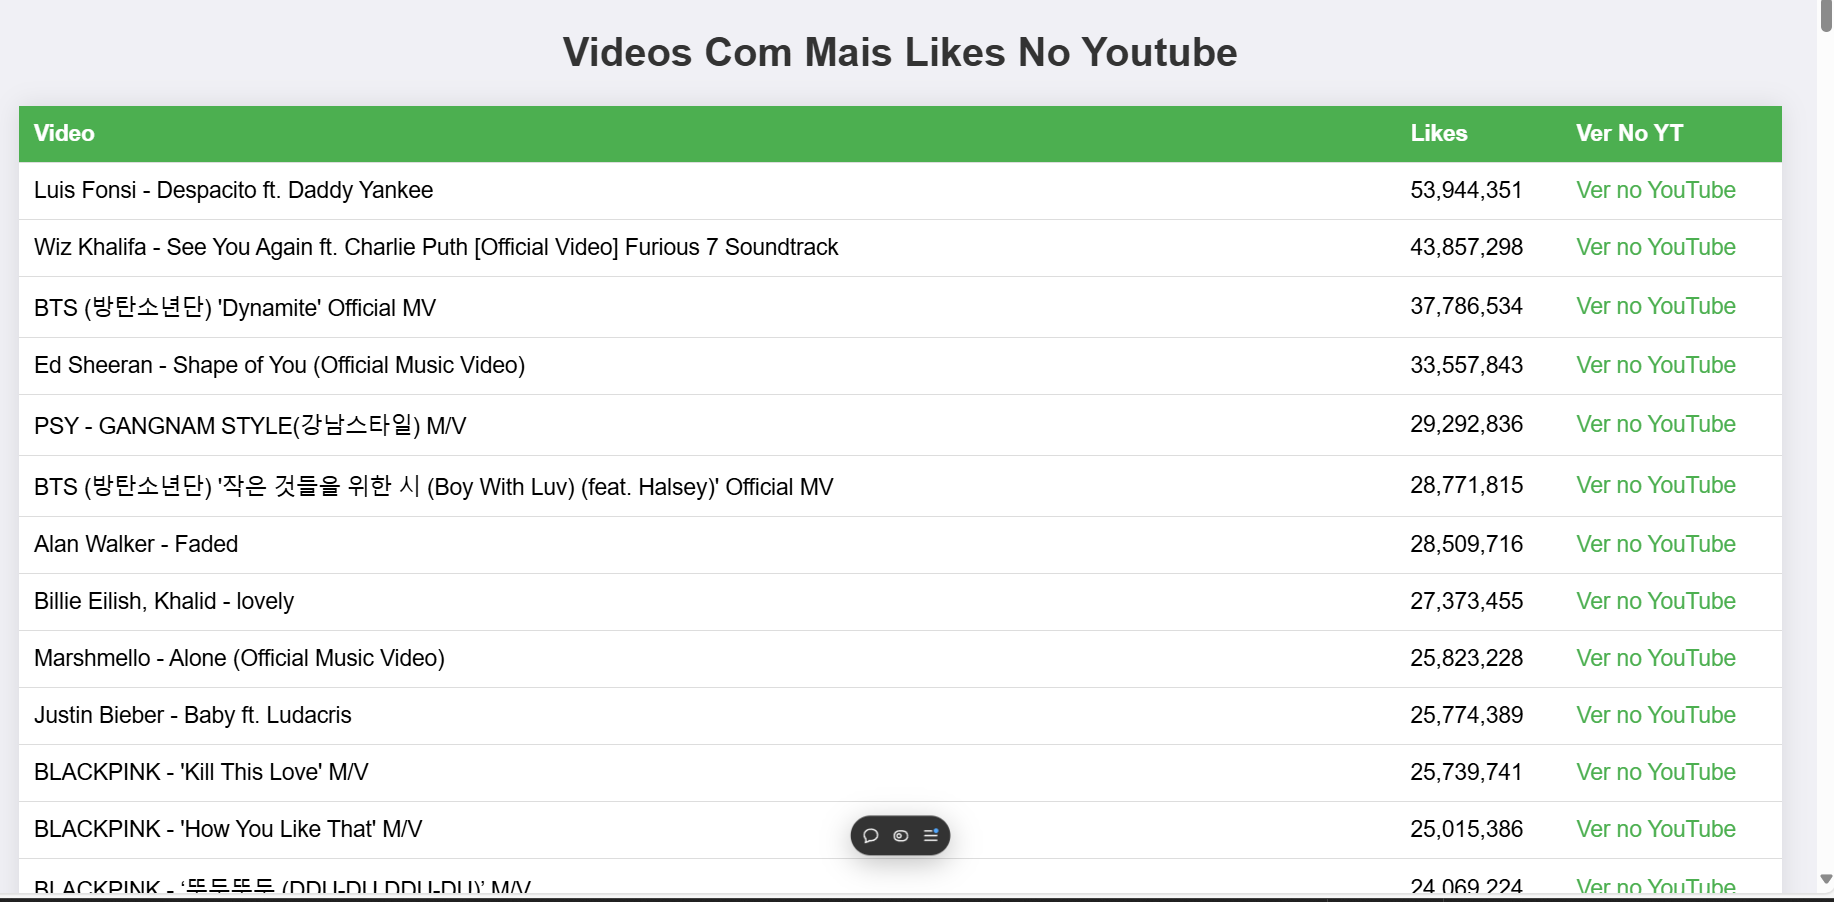 Videos Com Mais Likes No Youtube
Video Likes Ver No YT
Luis Fonsi - Despacito ft. Daddy Yankee 53,944,351 Ver no YouTube
Wiz Khalifa - See You Again ft. Charlie Puth [Official Video] Furious 7 Soundtrack 43,857,298 Ver no YouTube
BTS (방탄소년단) 'Dynamite' Official MV 37,786,534 Ver no YouTube
Ed Sheeran - Shape of You (Official Music Video) 33,557,843 Ver no YouTube
PSY - GANGNAM STYLE(강남스타일) M/V 29,292,836 Ver no YouTube
BTS (방탄소년단) '작은 것들을 위한 시 (Boy With Luv) (feat. Halsey)' Official MV 28,771,815 Ver no YouTube
Alan Walker - Faded 28,509,716 Ver no YouTube
Billie Eilish, Khalid - lovely 27,373,455 Ver no YouTube
Marshmello - Alone (Official Music Video) 25,823,228 Ver no YouTube
Justin Bieber - Baby ft. Ludacris 25,774,389 Ver no YouTube
BLACKPINK - 'Kill This Love' M/V 25,739,741 Ver no YouTube
BLACKPINK - 'How You Like That' M/V 25,015,386 Ver no YouTube
BLACKPINK - ‘뚜두뚜두 (DDU-DU DDU-DU)’ M/V 24,069,224 Ver no YouTube